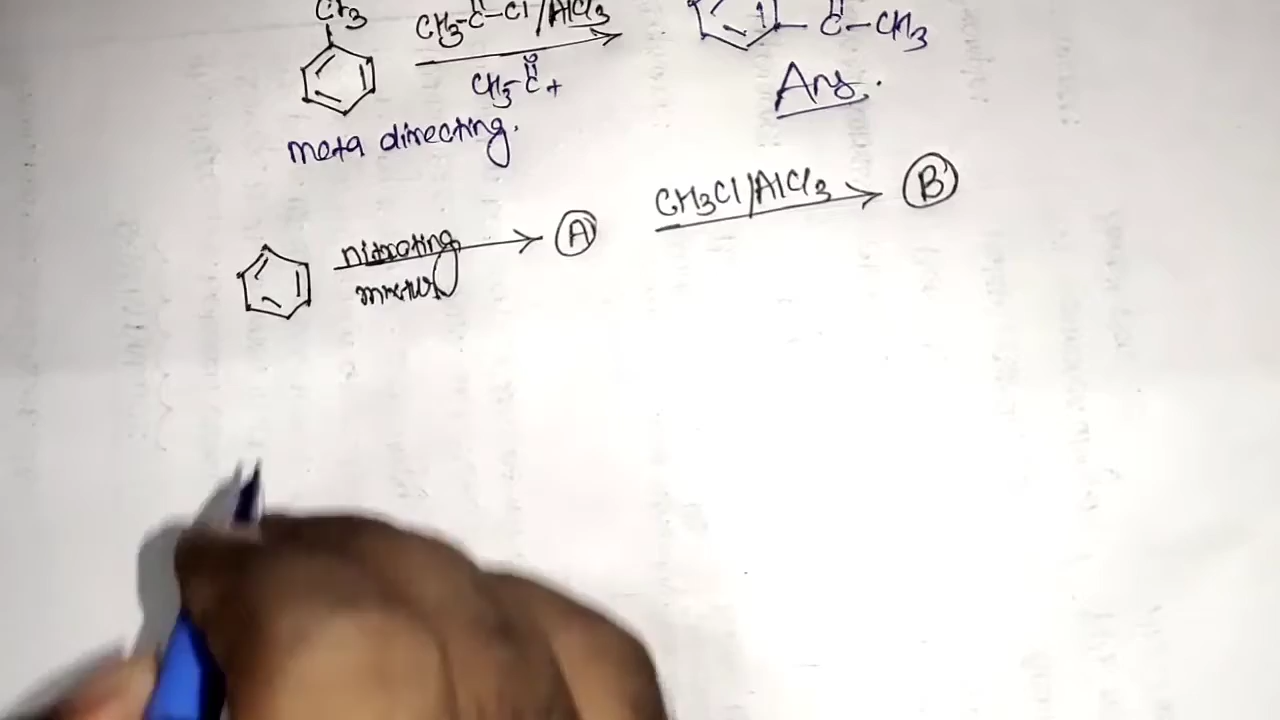 CH3
CH3-C-Cl/AlCl3
CH3-C+
O
C-CH3
Ans.
meta directing.
CH3Cl/AlCl3
B
nitrating
A
mixture